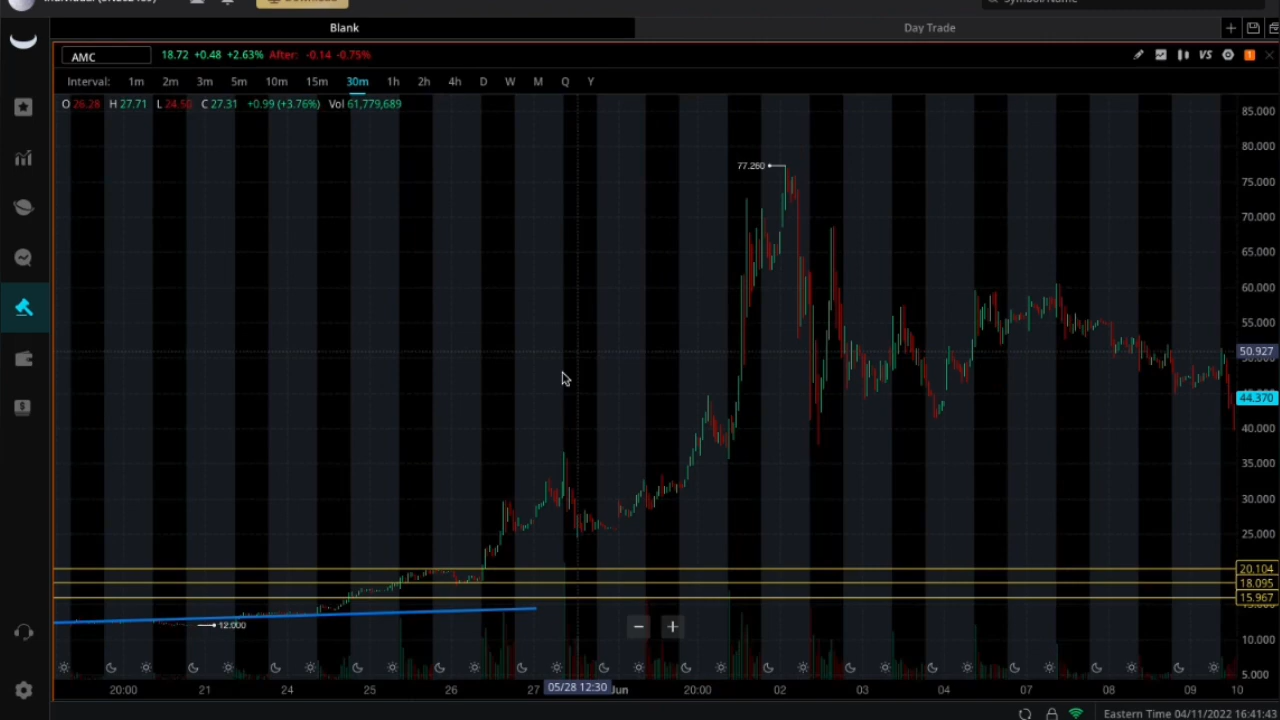 Blank
Day Trade
AMC
18.72 +0.48 +2.63% After: -0.14 -0.75%
VS
1
Interval: 1m 2m 3m 5m 10m 15m 30m 1h 2h 4h D W M Q Y
O 26.28 H 27.71 L 24.50 C 27.31 +0.99 (+3.76%) Vol 61,779,689
85.000
80.000
77.260
75.000
70.000
65.000
60.000
55.000
50.927
44.370
40.000
35.000
30.000
25.000
20.104
18.095
15.967
12.000
10.000
5.000
20:00 21 24 25 26 27 05/28 12:30 Jun 20:00 02 03 04 07 08 09 10
Eastern Time 04/11/2022 16:41:43